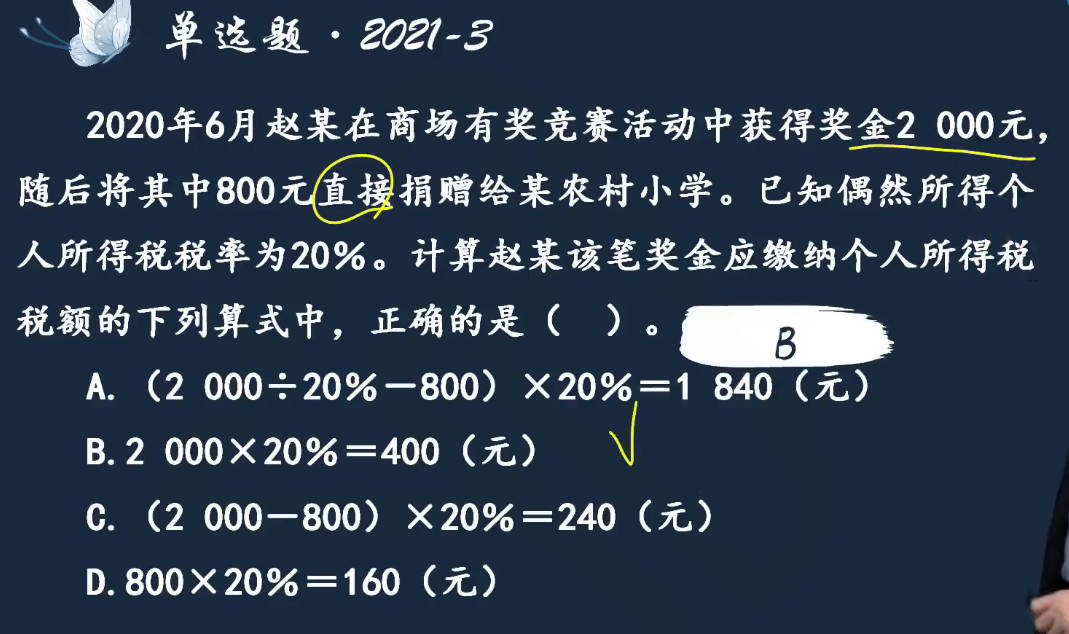 单选题·2021-3
2020年6月赵某在商场有奖竞赛活动中获得奖金2 000元，
随后将其中800元直接捐赠给某农村小学。已知偶然所得个
人所得税税率为20%。计算赵某该笔奖金应缴纳个人所得税
税额的下列算式中，正确的是（ ）。
B
A.（2 000÷20%－800）×20%＝1 840（元）
B. 2 000×20%＝400（元）
C.（2 000－800）×20%＝240（元）
D. 800×20%＝160（元）